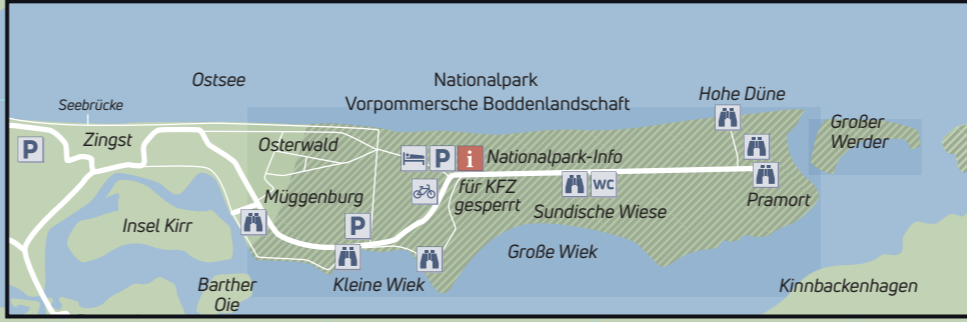 Ostsee
Nationalpark
Vorpommersche Boddenlandschaft
Hohe Düne
Seebrücke
Großer
Werder
Zingst
Osterwald
P
P
i
Nationalpark-Info
für KFZ
gesperrt
WC
Müggenburg
Sundische Wiese
Pramort
Insel Kirr
P
Große Wiek
Barther
Oie
Kleine Wiek
Kinnbackenhagen